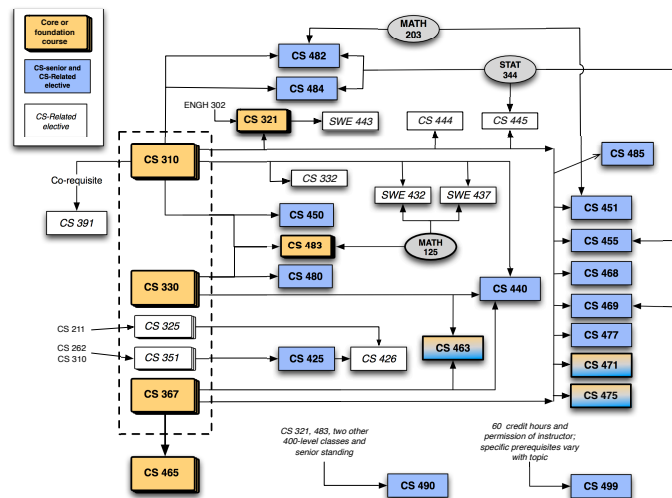 Core or
foundation
course
CS-senior and
CS-Related
elective
CS-Related
elective
MATH
203
CS 482
STAT
344
CS 484
ENGH 302
CS 321
SWE 443
CS 444
CS 445
CS 310
CS 485
Co-requisite
CS 332
SWE 432
SWE 437
CS 391
CS 450
CS 451
MATH
125
CS 483
CS 455
CS 480
CS 468
CS 330
CS 440
CS 469
CS 211
CS 325
CS 477
CS 463
CS 262
CS 310
CS 351
CS 425
CS 426
CS 471
CS 367
CS 475
CS 321, 483, two other
400-level classes and
senior standing
60 credit hours and
permission of instructor;
specific prerequisites vary
with topic
CS 465
CS 490
CS 499